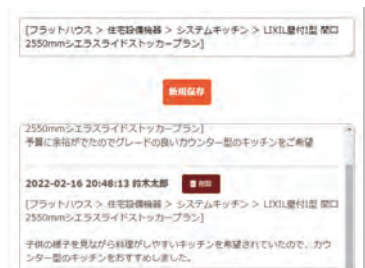 [フラットハウス > 住宅設備機器 > システムキッチン > LIXIL壁付I型 間口
2550mmシエラスライドストッカープラン]
新規保存
2550mmシエラスライドストッカープラン]
予算に余裕がでたのでグレードの良いカウンター型のキッチンをご希望
2022-02-16 20:48:13 鈴木太郎 削除
[フラットハウス > 住宅設備機器 > システムキッチン > LIXIL壁付I型 間口
2550mmシエラスライドストッカープラン]
子供の様子を見ながら料理がしやすいキッチンを希望されていたので、カウ
ンター型のキッチンをおすすめしました。